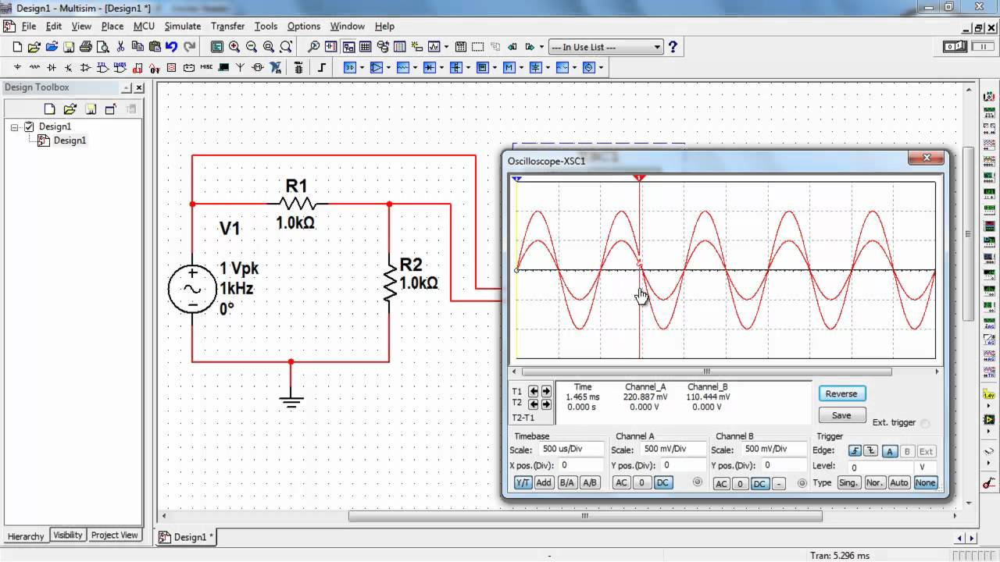 Design1 - Multisim - [Design1 *]
File Edit View Place MCU Simulate Transfer Tools Options Window Help
--- In Use List ---
Design Toolbox
Design1
Design1
R1
1.0kΩ
V1
1 Vpk
1kHz
0°
R2
1.0kΩ
Oscilloscope-XSC1
Time Channel_A Channel_B
T1 1.465 ms 220.887 mV 110.444 mV
T2 0.000 s 0.000 V 0.000 V
T2-T1
Reverse
Save
Ext. trigger
Timebase Channel A Channel B Trigger
Scale: 500 us/Div Scale: 500 mV/Div Scale: 500 mV/Div Edge: A B Ext
X pos.(Div): 0 Y pos.(Div): 0 Y pos.(Div): 0 Level: 0 V
Y/T Add B/A A/B AC 0 DC AC 0 DC - Type Sing. Nor. Auto None
Hierarchy Visibility Project View
Design1 *
- Tran: 5.296 ms